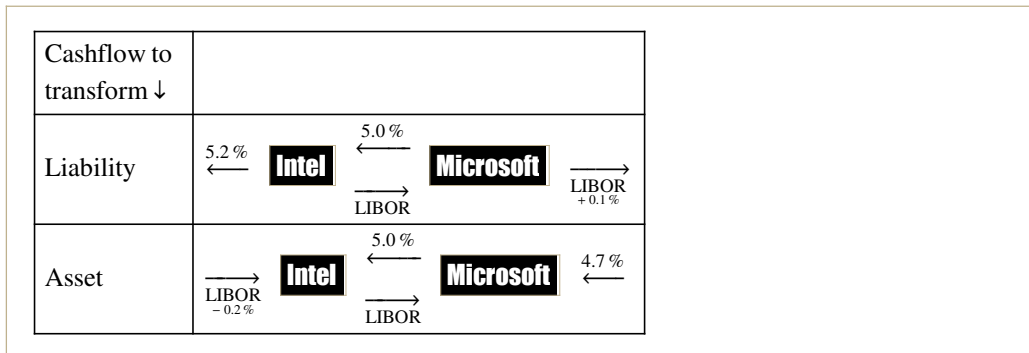 Cashflow to
transform ↓
Liability
5.2 %
Intel
5.0 %
LIBOR
Microsoft
LIBOR
+ 0.1 %
Asset
LIBOR
− 0.2 %
Intel
5.0 %
LIBOR
Microsoft
4.7 %